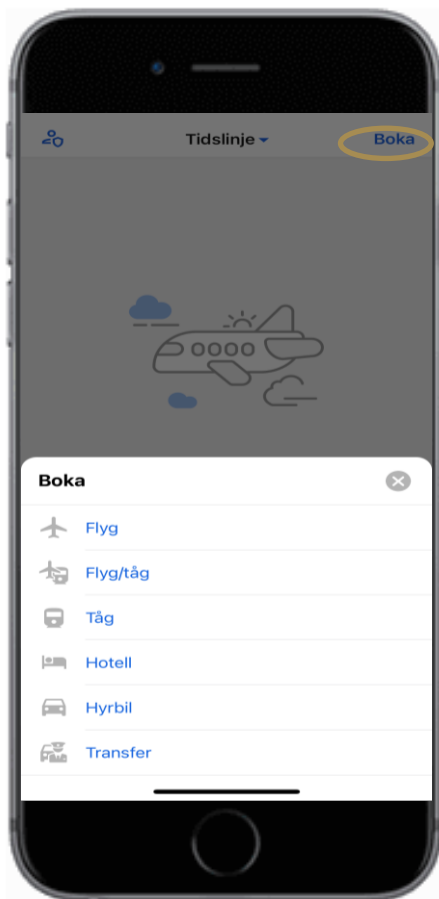 Tidslinje
Boka
Boka
Flyg
Flyg/tåg
Tåg
Hotell
Hyrbil
Transfer